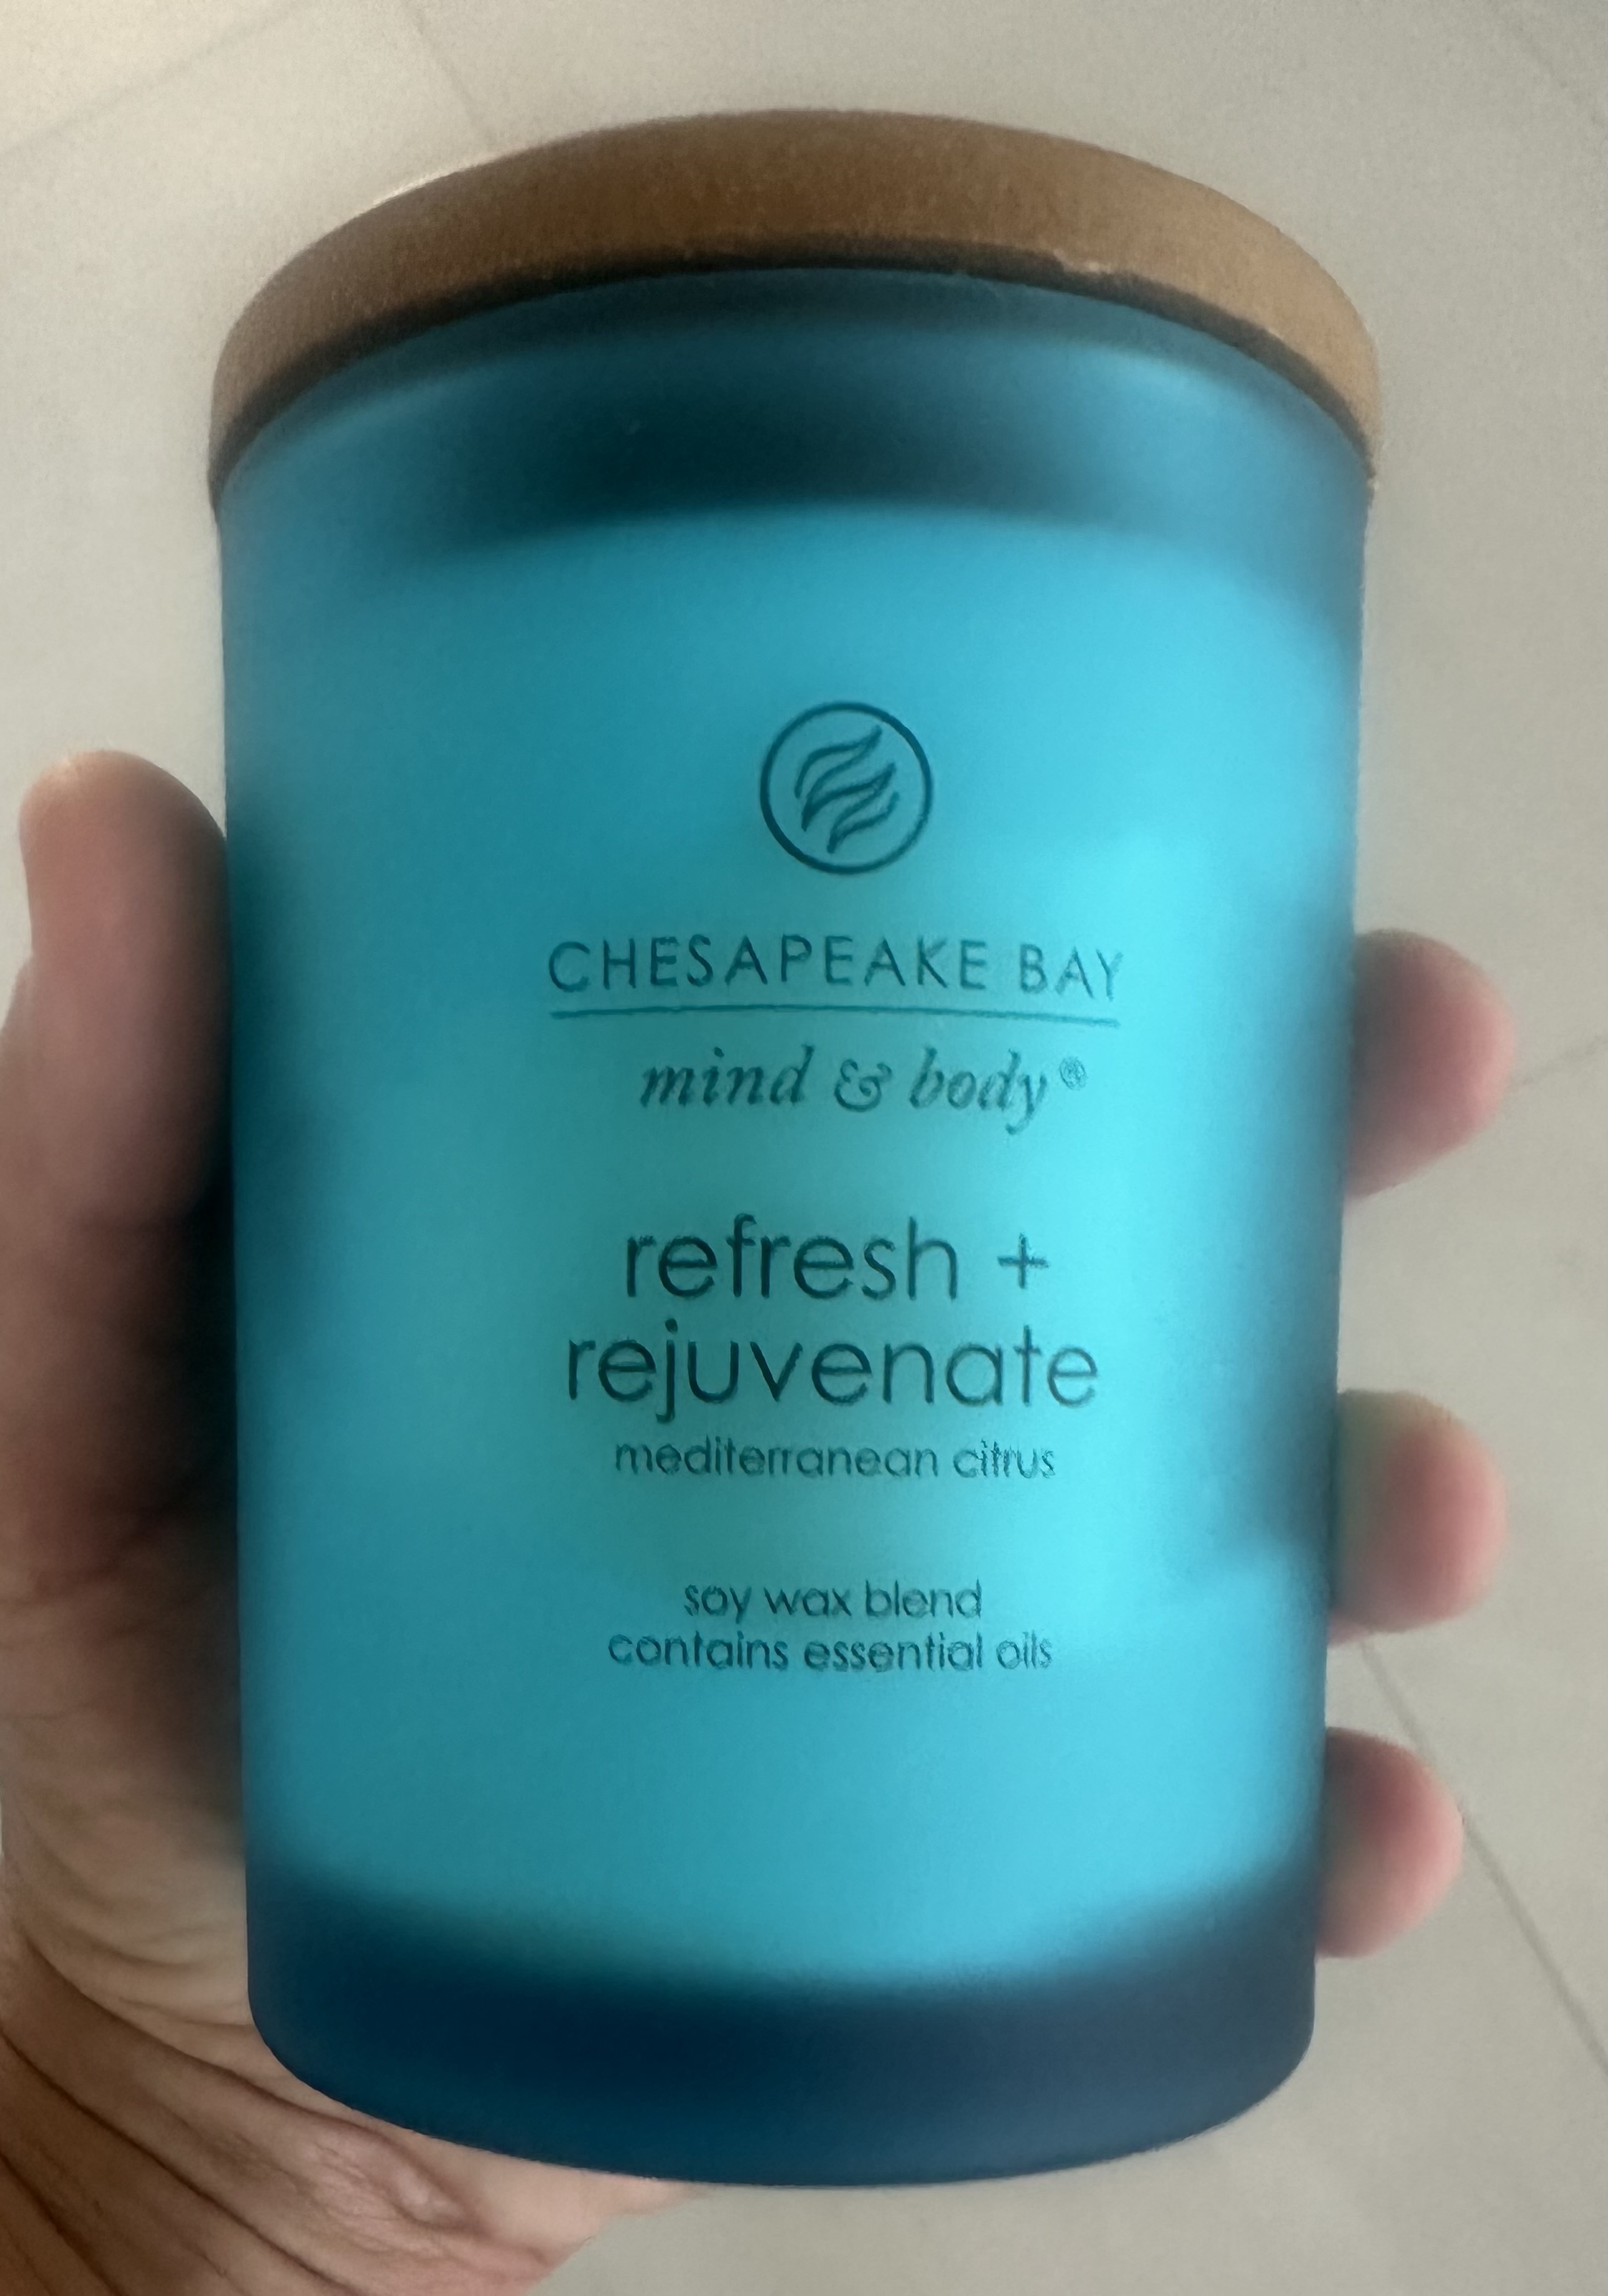 CHESAPEAKE BAY
mind & body®
refresh +
rejuvenate
mediterranean citrus
soy wax blend
contains essential oils